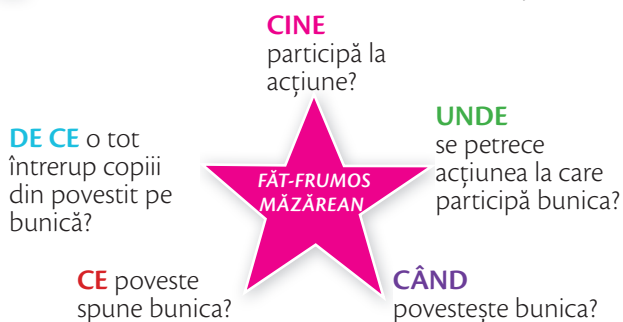 CINE
participă la
acțiune?
UNDE
se petrece
acțiunea la care
participă bunica?
CÂND
povestește bunica?
CE poveste
spune bunica?
DE CE o tot
întrerup copiii
din povestit pe
bunică?
FĂT-FRUMOS
MĂZĂREAN